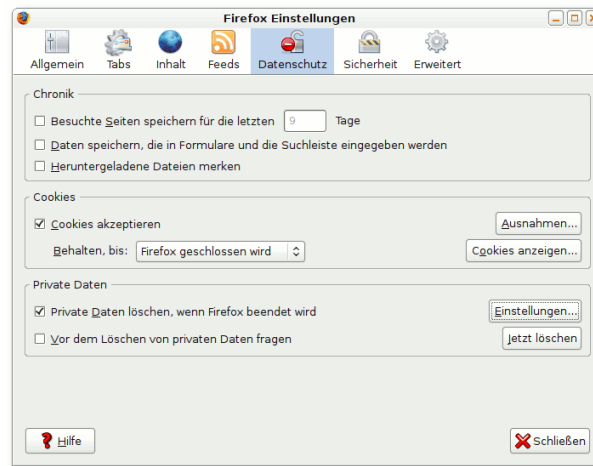 Firefox Einstellungen
Allgemein Tabs Inhalt Feeds Datenschutz Sicherheit Erweitert
Chronik
Besuchte Seiten speichern für die letzten 9 Tage
Daten speichern, die in Formulare und die Suchleiste eingegeben werden
Heruntergeladene Dateien merken
Cookies
Cookies akzeptieren Ausnahmen...
Behalten, bis: Firefox geschlossen wird Cookies anzeigen...
Private Daten
Private Daten löschen, wenn Firefox beendet wird Einstellungen...
Vor dem Löschen von privaten Daten fragen Jetzt löschen
Hilfe Schließen